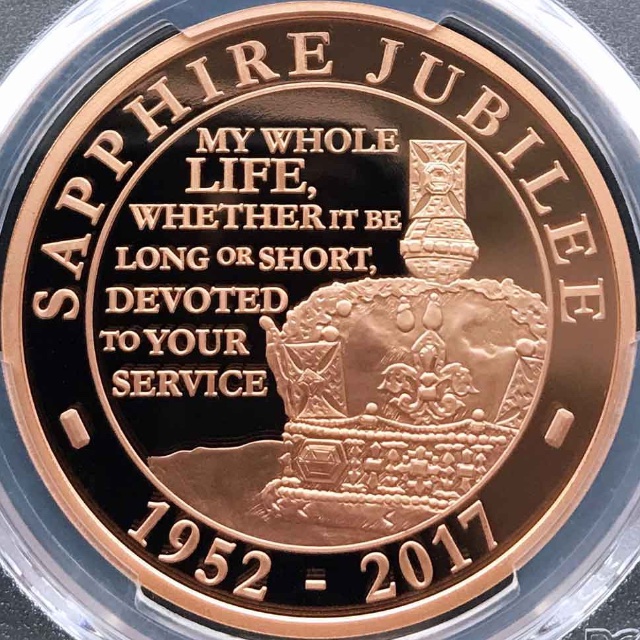 SAPPHIRE JUBILEE
MY WHOLE
LIFE,
WHETHER IT BE
LONG OR SHORT,
DEVOTED
TO YOUR
SERVICE
1952 - 2017